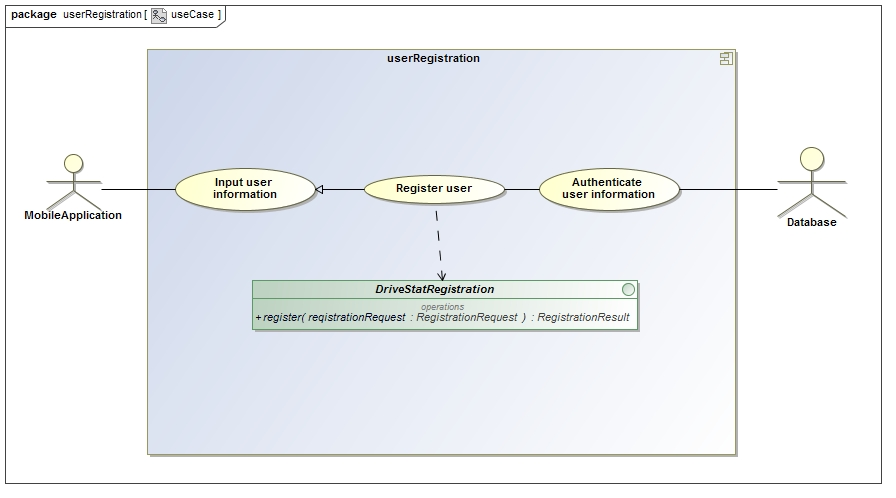 package userRegistration [ useCase ]
userRegistration
Input user
information
Register user
Authenticate
user information
MobileApplication
Database
DriveStatRegistration
operations
+register( registrationRequest : RegistrationRequest ) : RegistrationResult